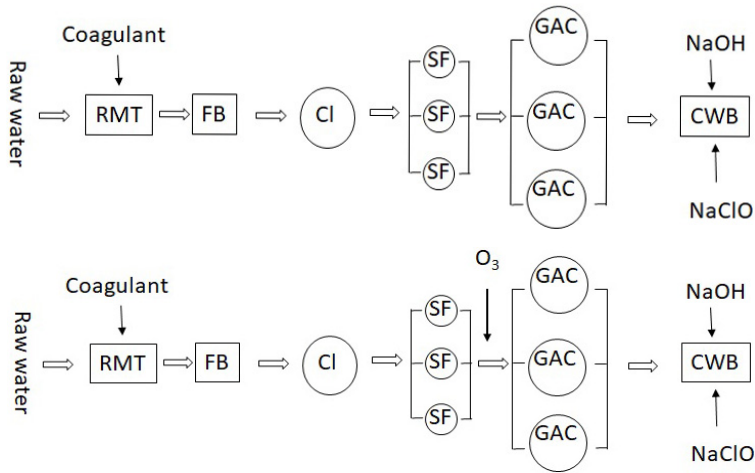 Coagulant
Raw water
RMT
FB
Cl
SF
SF
SF
GAC
GAC
GAC
NaOH
CWB
NaClO
Coagulant
Raw water
RMT
FB
Cl
SF
SF
SF
O₃
GAC
GAC
GAC
NaOH
CWB
NaClO